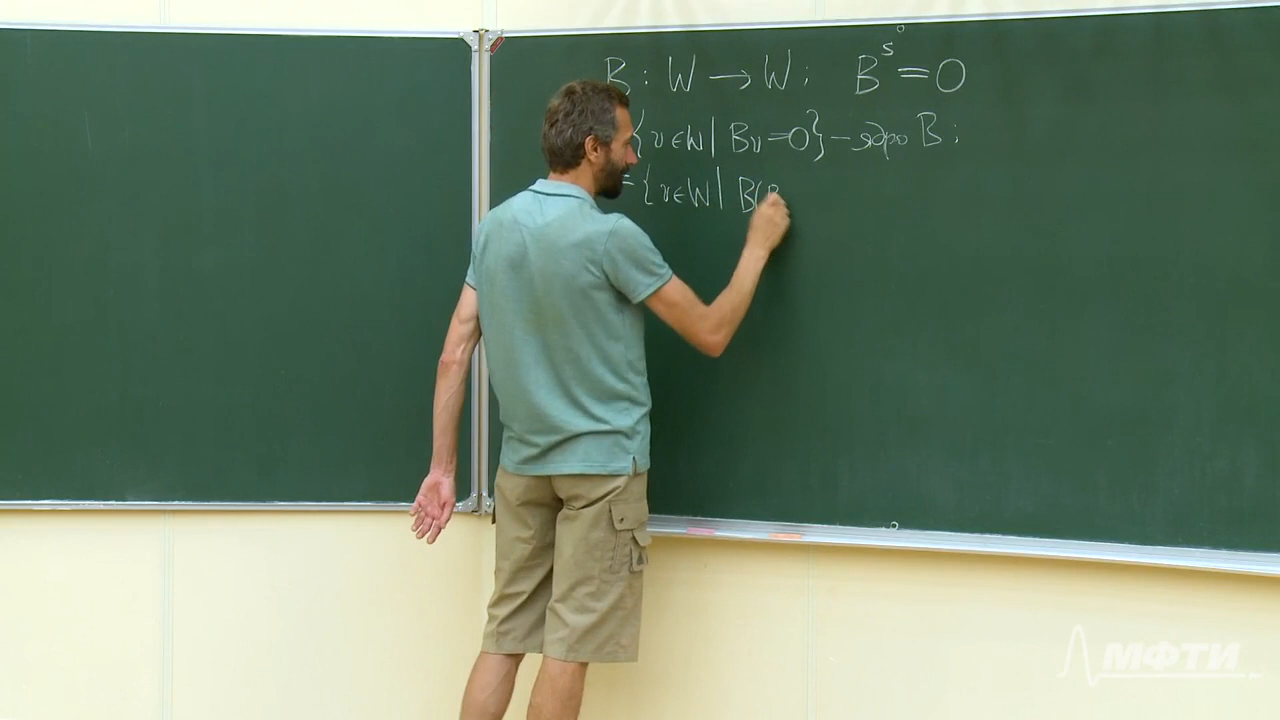 B : W → W ; B^s = 0
{v ∈ W | Bv = 0} – ядро B ;
= {v ∈ W | B(B
МФТИ